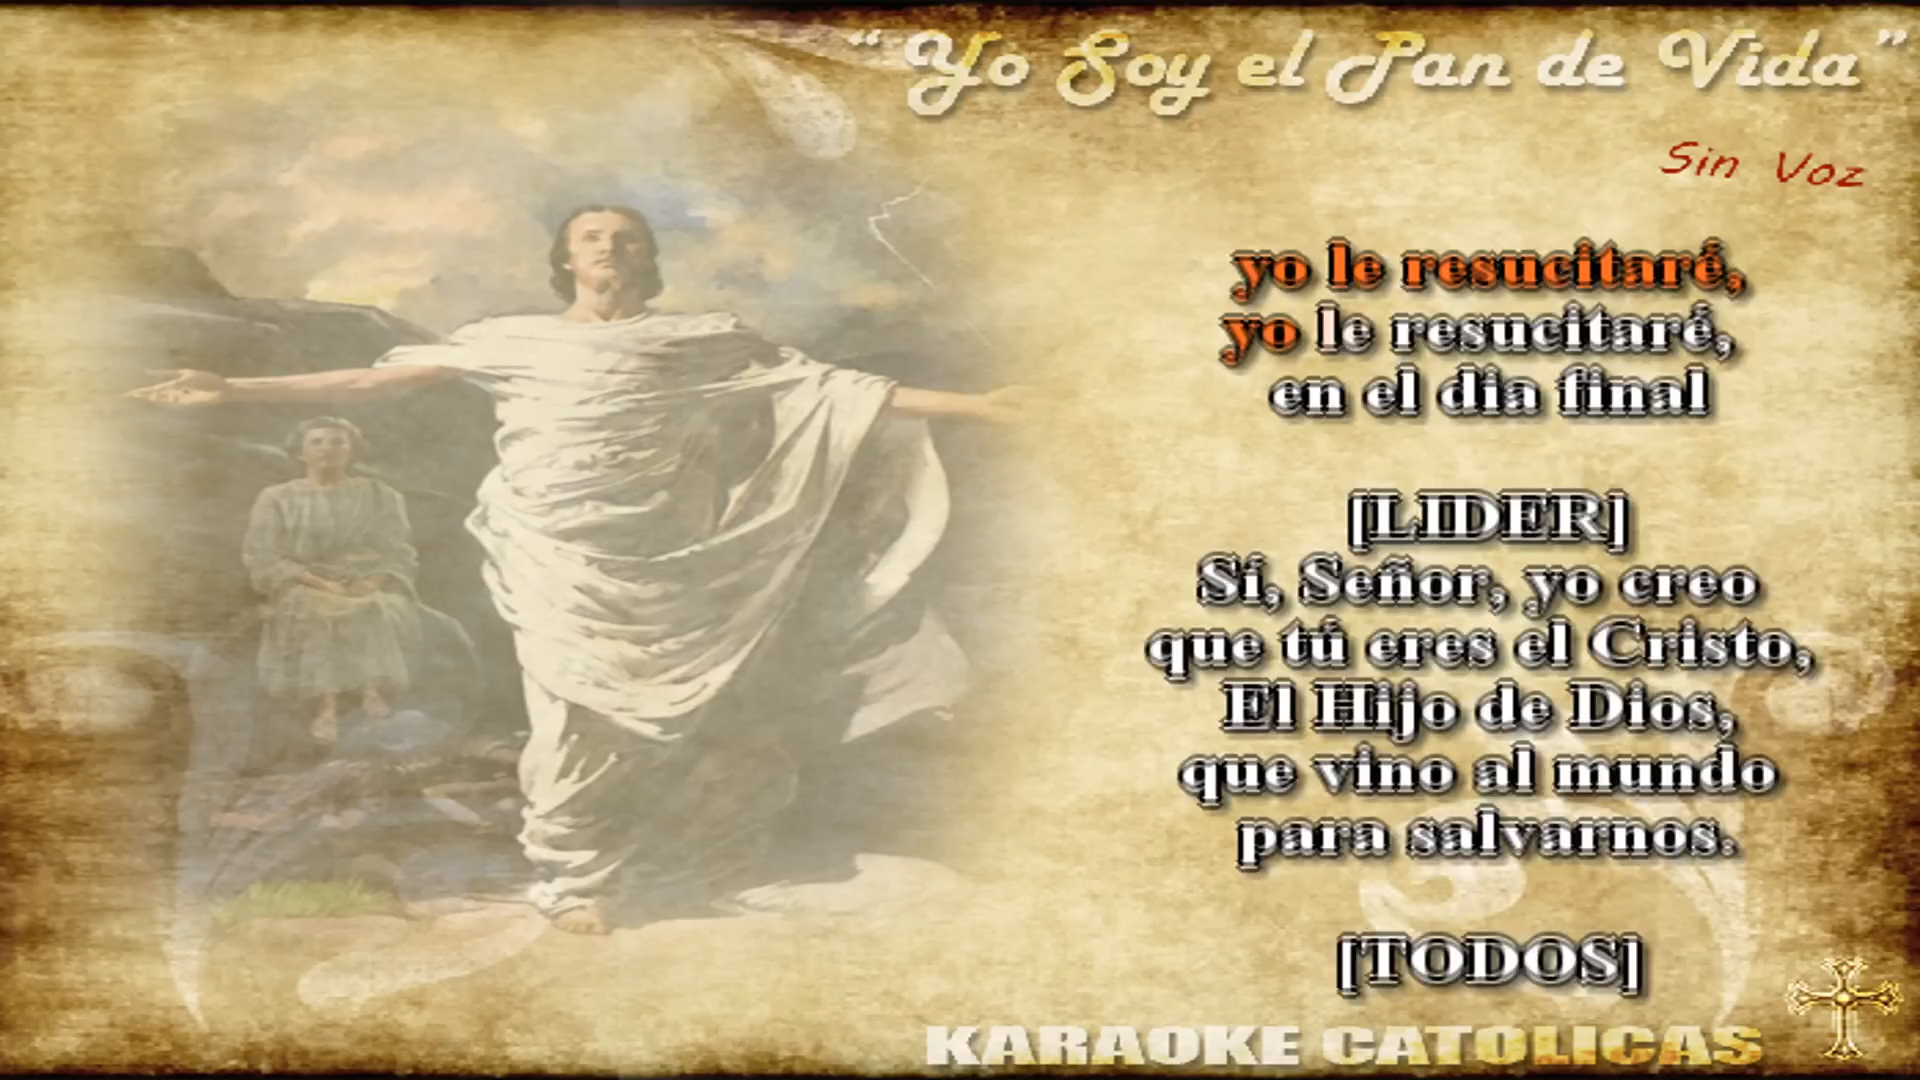 “ Yo Soy el Pan de Vida ”
Sin Voz
yo le resucitaré,
yo le resucitaré,
en el dia final
[LIDER]
Sí, Señor, yo creo
que tú eres el Cristo,
El Hijo de Dios,
que vino al mundo
para salvarnos.
[TODOS]
KARAOKE CATOLICAS